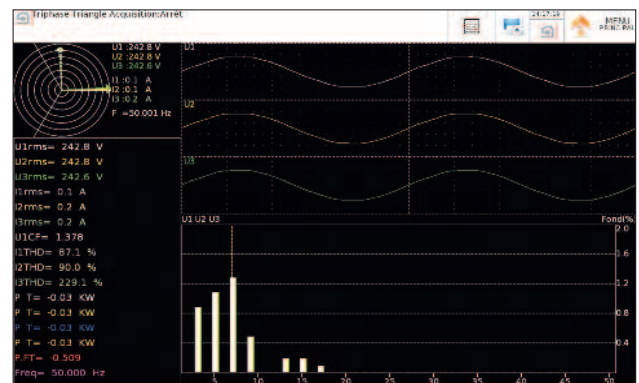 Triphase Triangle Acquisition:Arrêt
14:17:19
MENU
PRINCIPAL
U1 :242.8 V
U2 :242.8 V
U3 :242.6 V
I1 :0.1 A
I2 :0.1 A
I3 :0.2 A
F =50.001 Hz
U1rms= 242.8 V
U2rms= 242.8 V
U3rms= 242.6 V
I1rms= 0.1 A
I2rms= 0.2 A
I3rms= 0.2 A
U1CF= 1.378
I1THD= 87.1 %
I2THD= 90.0 %
I3THD= 229.1 %
P T= -0.03 KW
P T= -0.03 KW
P T= -0.03 KW
P T= -0.03 KW
P.FT= -0.509
Freq= 50.000 Hz
U1
U2
U3
U1 U2 U3 Fond(%)
2.0
1.6
1.2
0.8
0.4
5 10 15 20 25 30 35 40 45 50